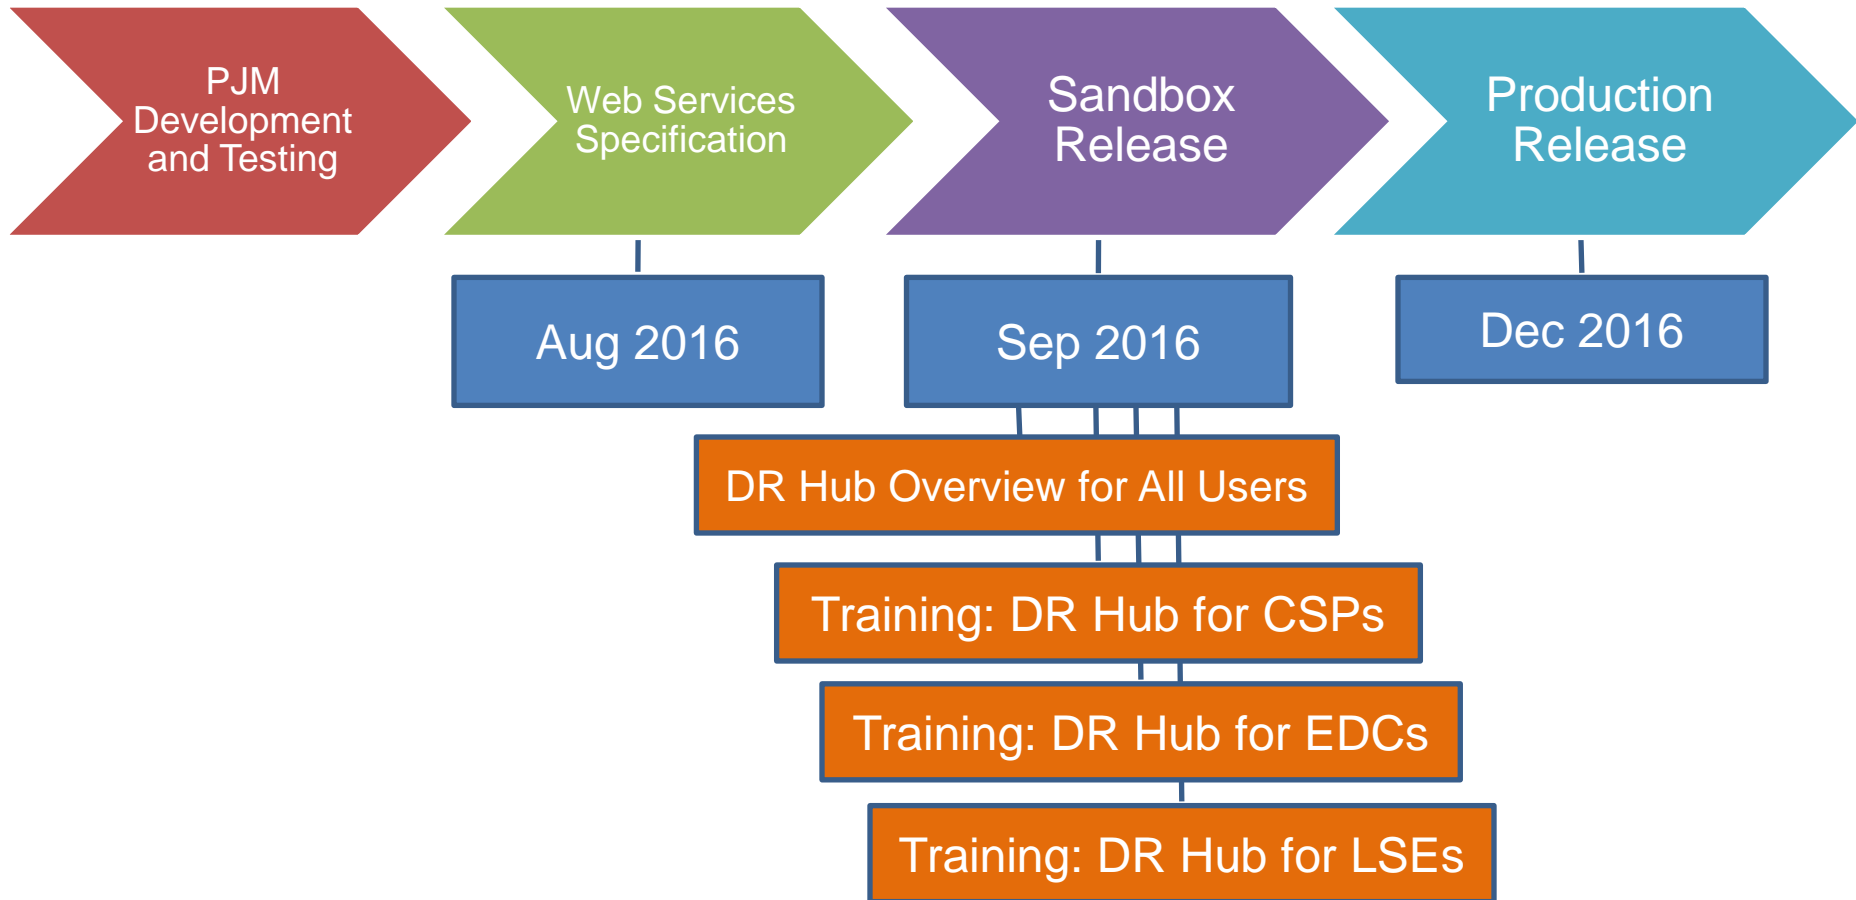 PJM
Development
and Testing
Web Services
Specification
Sandbox
Release
Production
Release
Aug 2016
Sep 2016
Dec 2016
DR Hub Overview for All Users
Training: DR Hub for CSPs
Training: DR Hub for EDCs
Training: DR Hub for LSEs